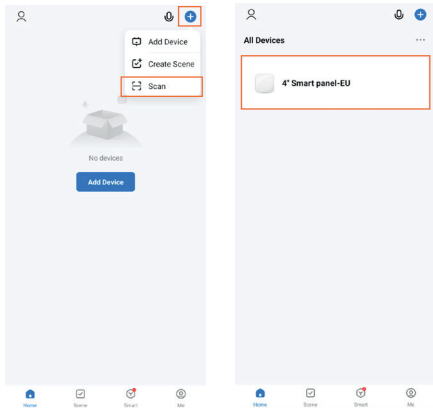 Add Device
Create Scene
Scan
No devices
Add Device
Home
Scene
Smart
Me
All Devices
4" Smart panel-EU
Home
Scene
Smart
Me